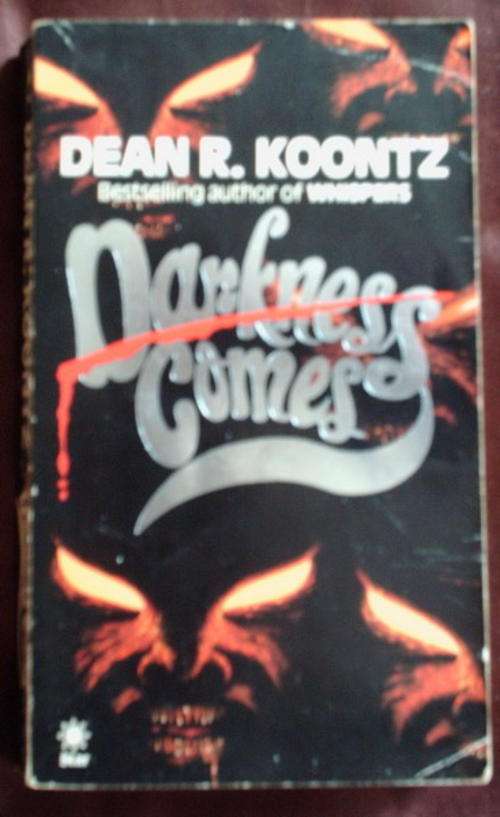 DEAN R. KOONTZ
Bestselling author of WHISPERS
Darkness
Comes
Star